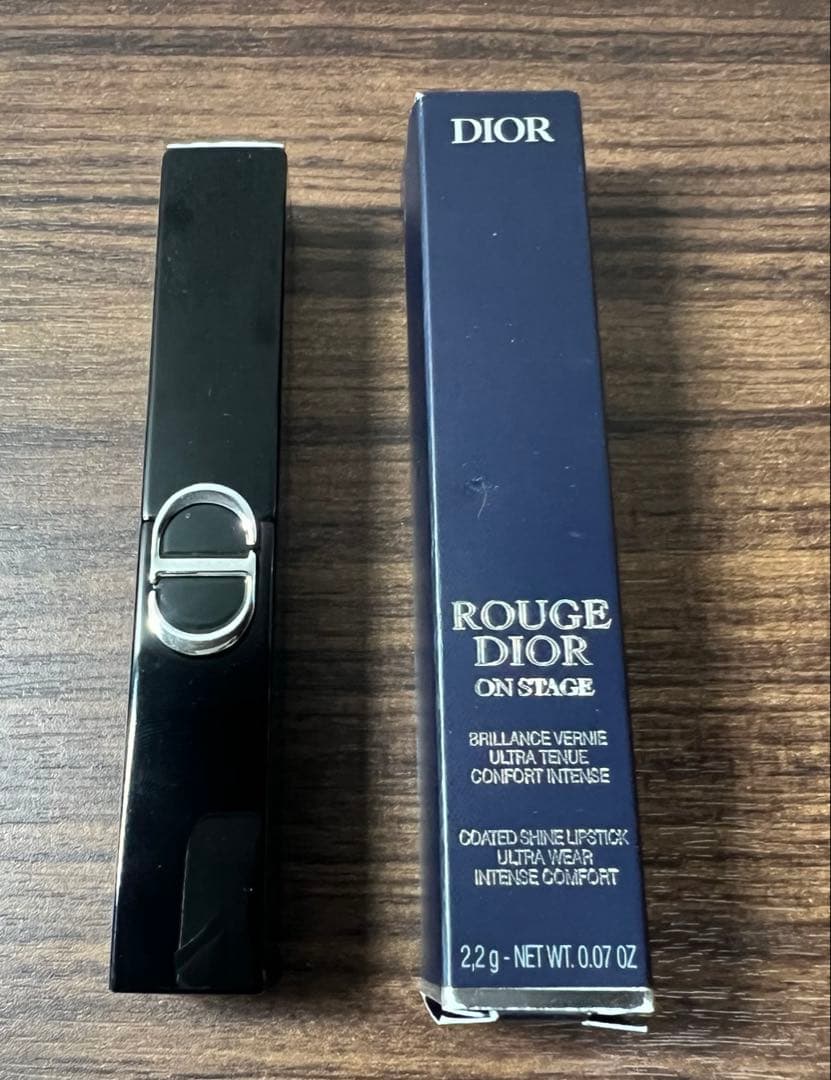 DIOR
ROUGE
DIOR
ON STAGE
BRILLANCE VERNIE
ULTRA TENUE
CONFORT INTENSE
COATED SHINE LIPSTICK
ULTRA WEAR
INTENSE COMFORT
2,2 g - NET WT. 0.07 OZ